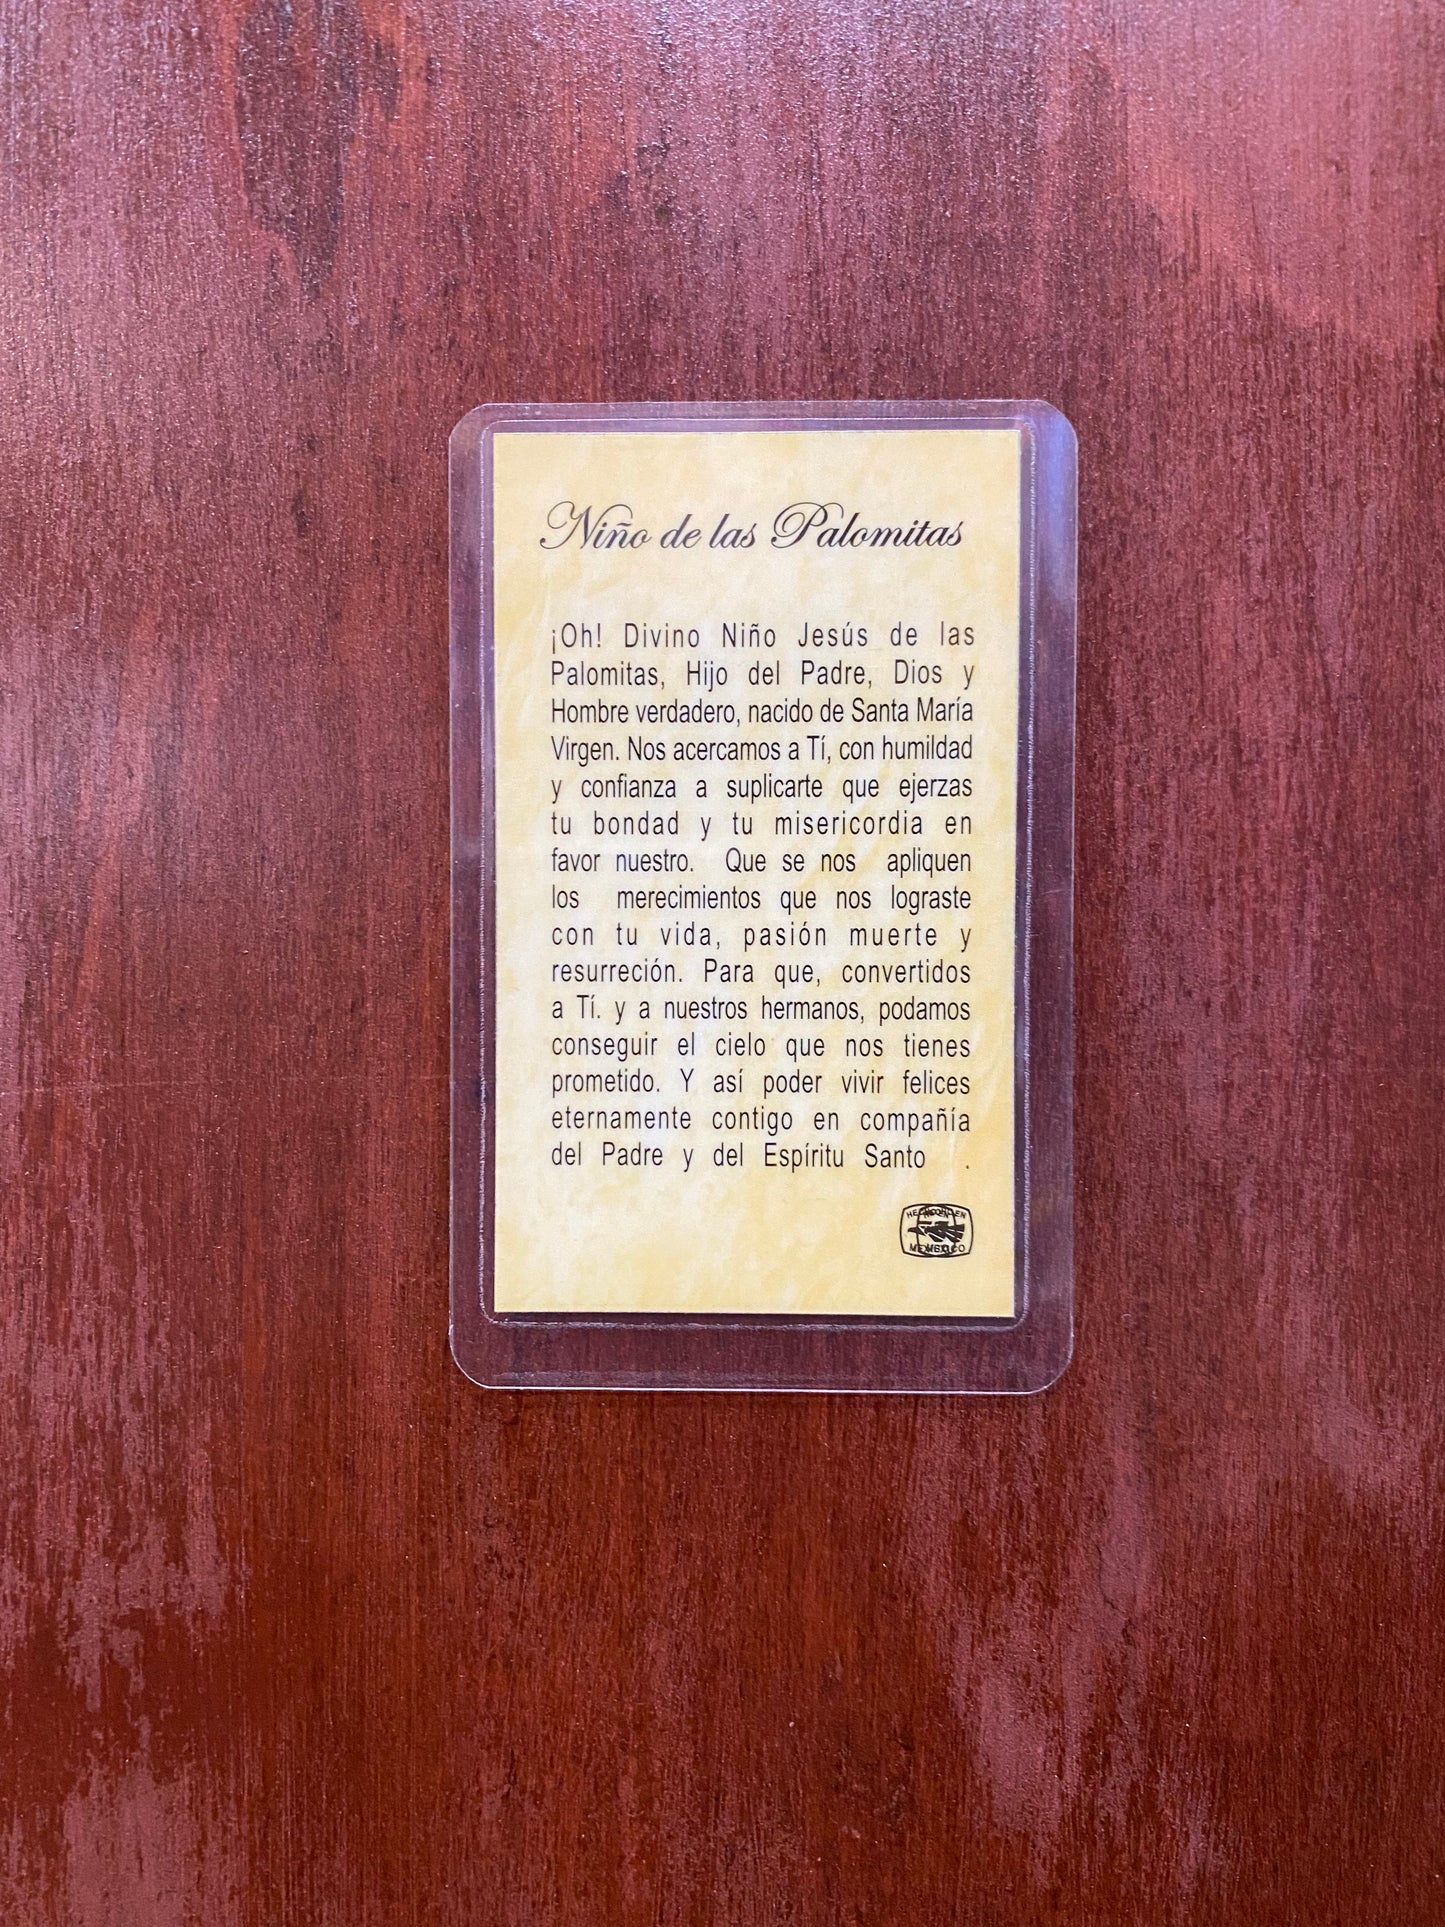 Niño de las Palomitas
¡Oh! Divino Niño Jesús de las
Palomitas, Hijo del Padre, Dios y
Hombre verdadero, nacido de Santa María
Virgen. Nos acercamos a Tí, con humildad
y confianza a suplicarte que ejerzas
tu bondad y tu misericordia en
favor nuestro. Que se nos apliquen
los merecimientos que nos lograste
con tu vida, pasión muerte y
resurreción. Para que, convertidos
a Tí. y a nuestros hermanos, podamos
conseguir el cielo que nos tienes
prometido. Y así poder vivir felices
eternamente contigo en compañía
del Padre y del Espíritu Santo .